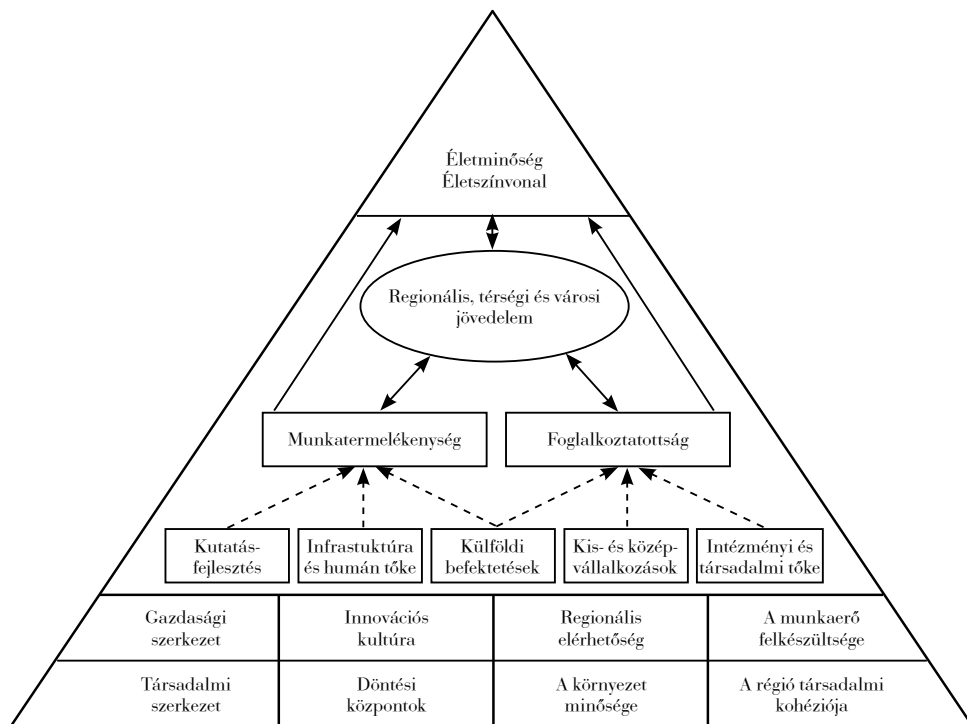 Életminőség
Életszínvonal
Regionális, térségi és városi
jövedelem
Munkatermelékenység
Foglalkoztatottság
Kutatás-
fejlesztés
Infrastuktúra
és humán tőke
Külföldi
befektetések
Kis- és közép-
vállalkozások
Intézményi és
társadalmi tőke
Gazdasági
szerkezet
Innovációs
kultúra
Regionális
elérhetőség
A munkaerő
felkészültsége
Társadalmi
szerkezet
Döntési
központok
A környezet
minősége
A régió társadalmi
kohéziója